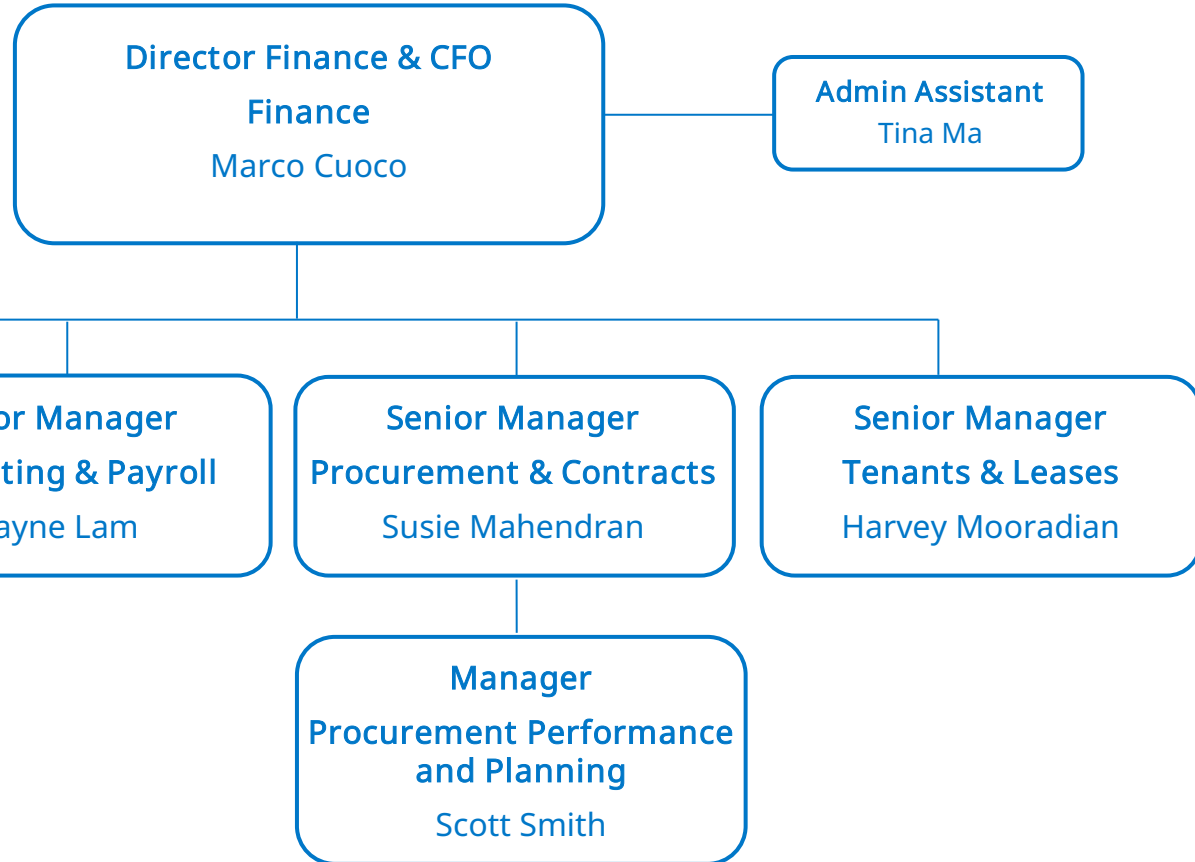 Director Finance & CFO
Finance
Marco Cuoco
Admin Assistant
Tina Ma
or Manager
ting & Payroll
ayne Lam
Senior Manager
Procurement & Contracts
Susie Mahendran
Senior Manager
Tenants & Leases
Harvey Mooradian
Manager
Procurement Performance
and Planning
Scott Smith